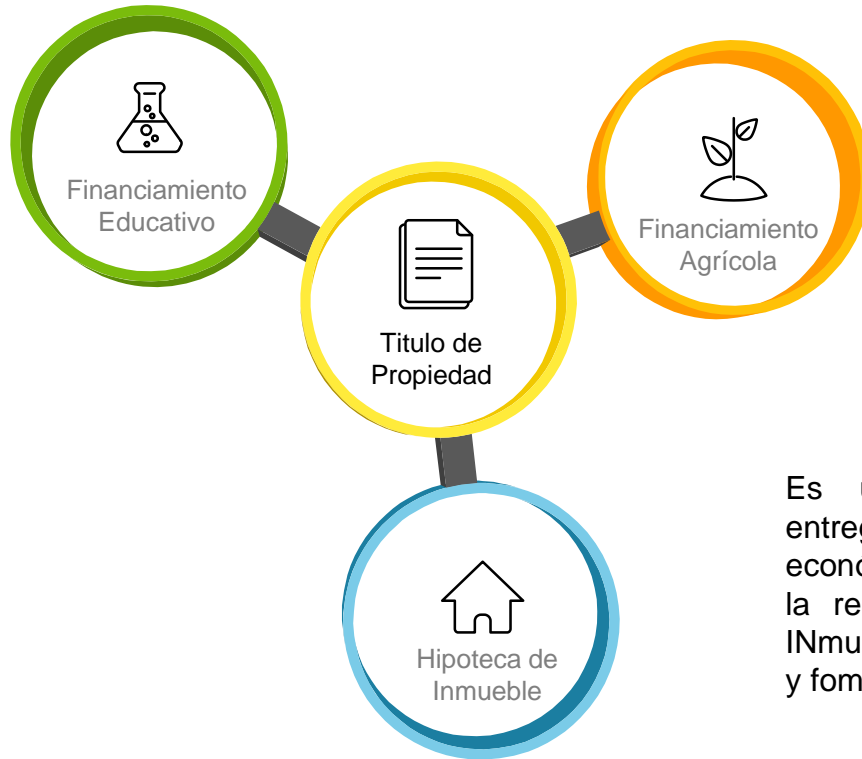 Financiamiento
Educativo
Financiamiento
Agrícola
Titulo de
Propiedad
Hipoteca de
Inmueble
Es
la
y